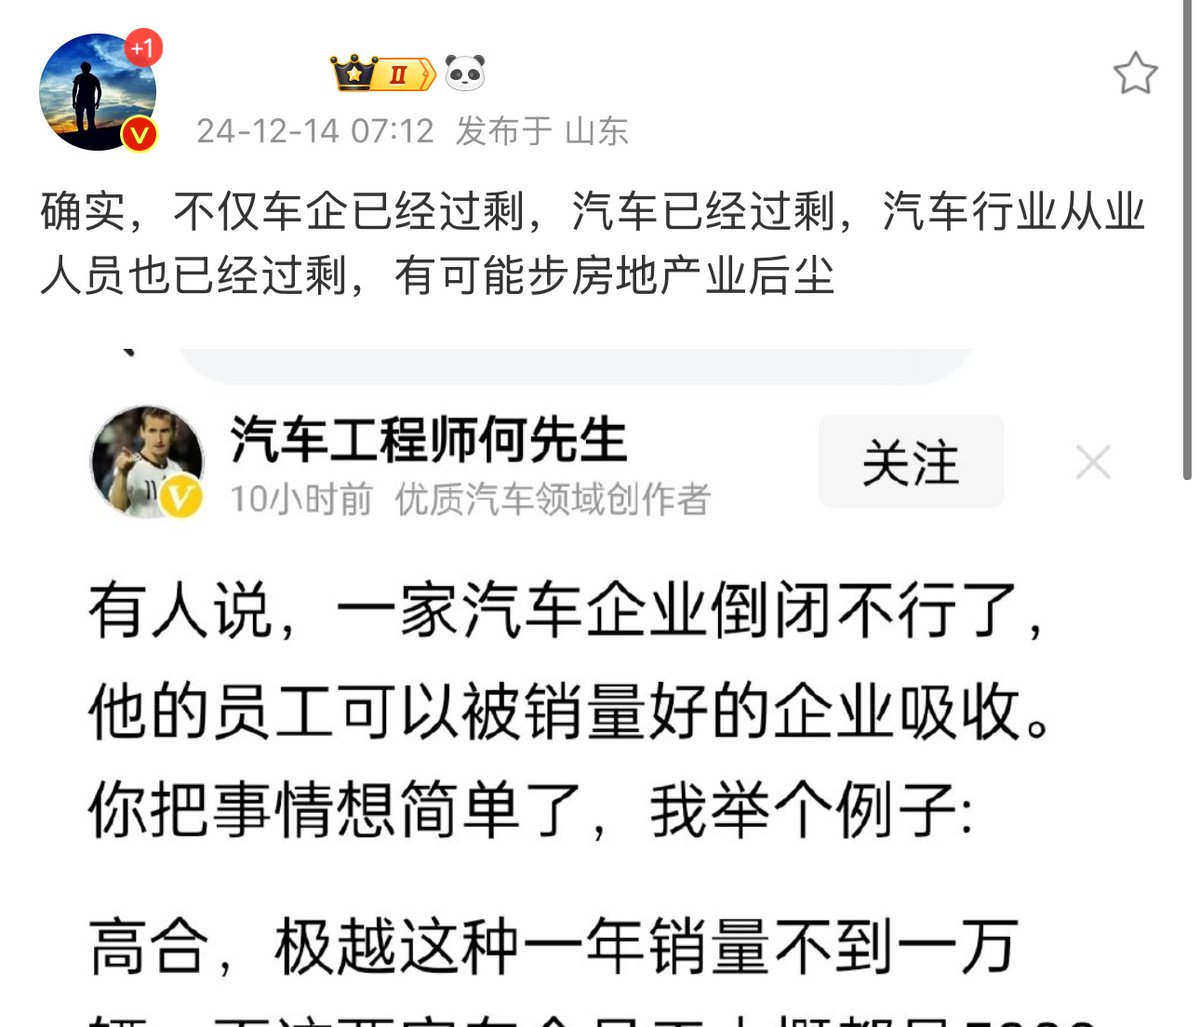 +1
II
V
24-12-14 07:12 发布于 山东
确实，不仅车企已经过剩，汽车已经过剩，汽车行业从业
人员也已经过剩，有可能步房地产业后尘
汽车工程师何先生
关注
11
V
10小时前 优质汽车领域创作者
有人说，一家汽车企业倒闭不行了，
他的员工可以被销量好的企业吸收。
你把事情想简单了，我举个例子:
高合，极越这种一年销量不到一万